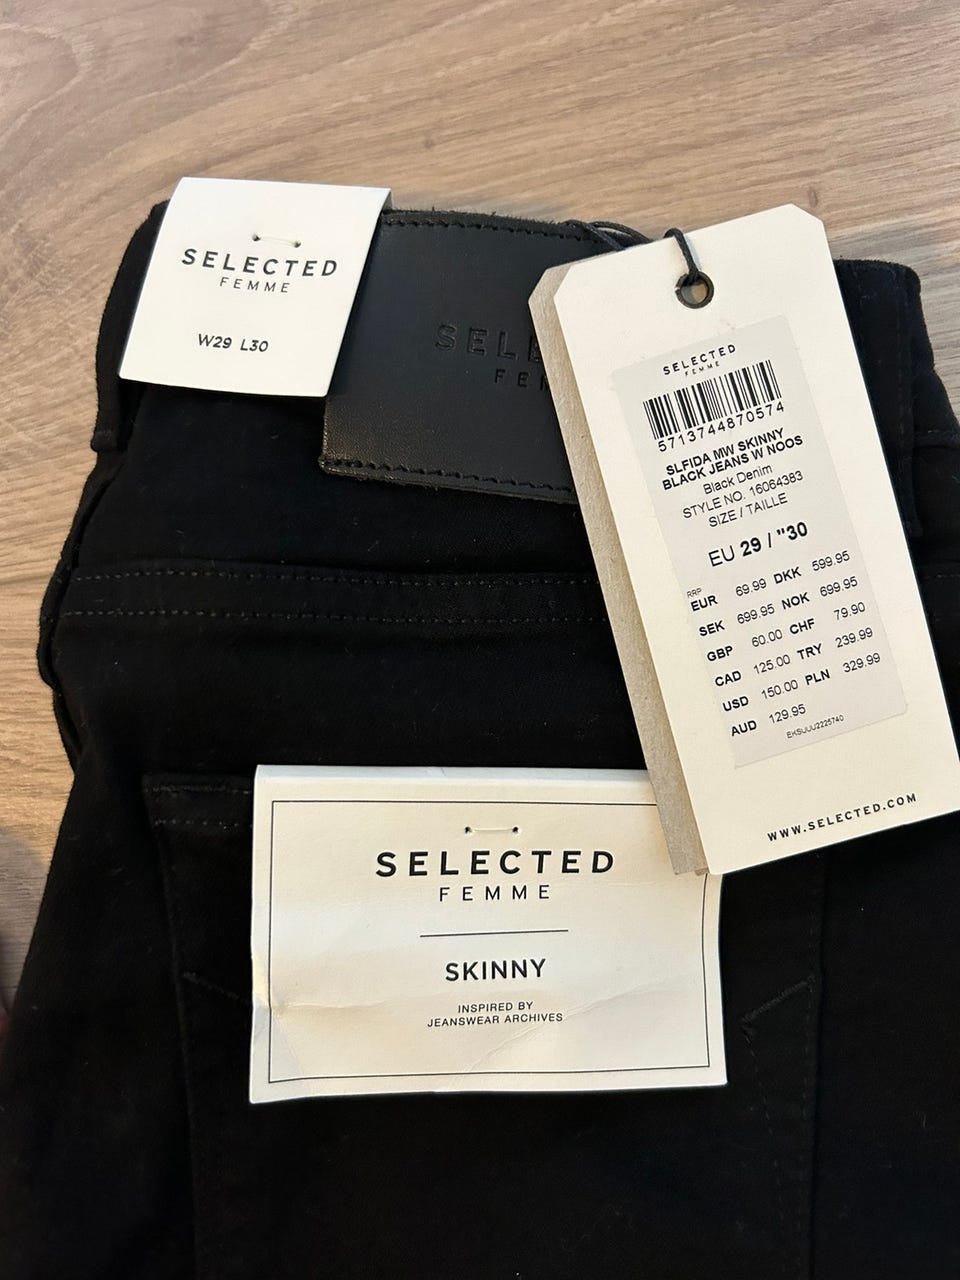 SELECTED
FEMME
W29 L30
SELE
FEM
SELECTED
FEMME
5713744870574
SLFIDA MW SKINNY
BLACK JEANS W NOOS
Black Denim
STYLE NO. 16064383
SIZE / TAILLE
EU 29 / "30
RRP
EUR 69.99 DKK 599.95
SEK 699.95 NOK 699.95
GBP 60.00 CHF 79.90
CAD 125.00 TRY 239.99
USD 150.00 PLN 329.99
AUD 129.95
EKSUUU2225740
WWW.SELECTED.COM
SELECTED
FEMME
SKINNY
INSPIRED BY
JEANSWEAR ARCHIVES